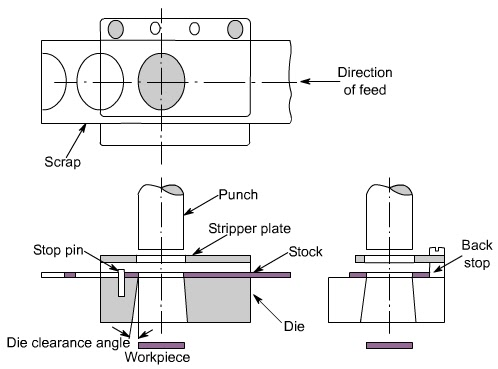 Direction
of feed
Scrap
Punch
Stripper plate
Stop pin
Stock
Back
stop
Die
Die clearance angle
Workpiece